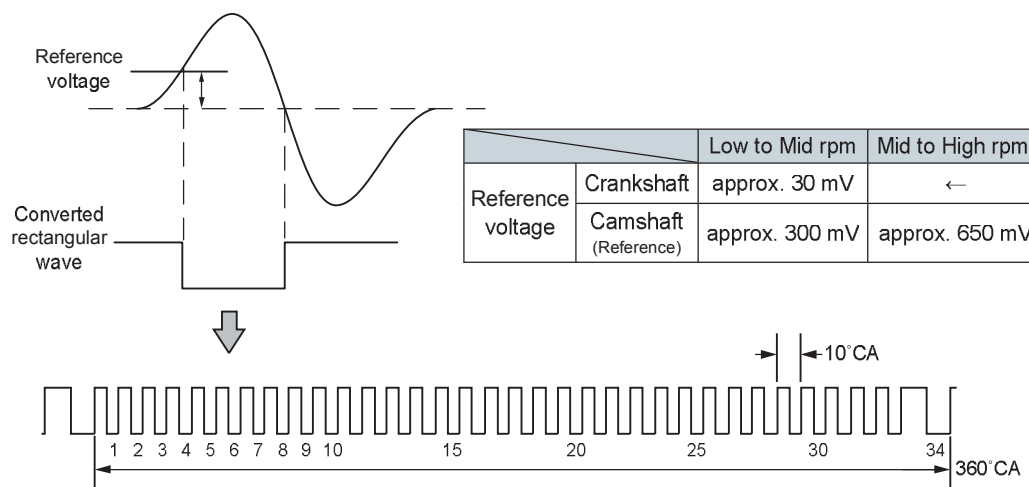 Reference
voltage
Low to Mid rpm Mid to High rpm
Reference
voltage
Crankshaft approx. 30 mV ←
Camshaft
(Reference)
approx. 300 mV approx. 650 mV
Converted
rectangular
wave
10°CA
1 2 3 4 5 6 7 8 9 10 15 20 25 30 34
360°CA